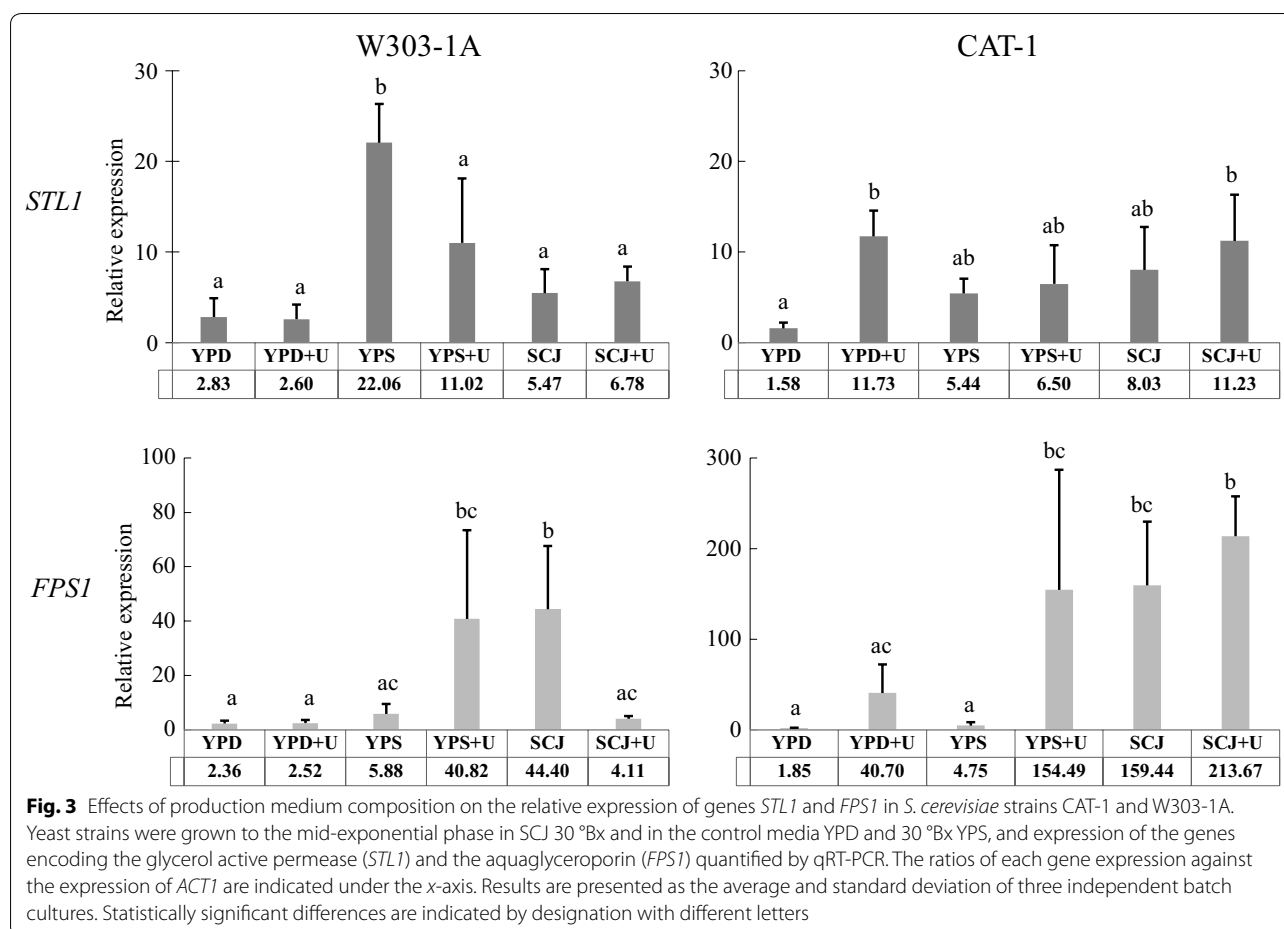 W303-1A CAT-1
STL1
Relative expression
30
20
10
0
a a b a a a
YPD YPD+U YPS YPS+U SCJ SCJ+U
2.83 2.60 22.06 11.02 5.47 6.78
30
20
10
0
a b ab ab ab b
YPD YPD+U YPS YPS+U SCJ SCJ+U
1.58 11.73 5.44 6.50 8.03 11.23
FPS1
Relative expression
100
80
60
40
20
0
a a ac bc b ac
YPD YPD+U YPS YPS+U SCJ SCJ+U
2.36 2.52 5.88 40.82 44.40 4.11
300
200
100
0
a ac a bc bc b
YPD YPD+U YPS YPS+U SCJ SCJ+U
1.85 40.70 4.75 154.49 159.44 213.67
Fig. 3 Effects of production medium composition on the relative expression of genes STL1 and FPS1 in S. cerevisiae strains CAT-1 and W303-1A.
Yeast strains were grown to the mid-exponential phase in SCJ 30 °Bx and in the control media YPD and 30 °Bx YPS, and expression of the genes
encoding the glycerol active permease (STL1) and the aquaglyceroporin (FPS1) quantified by qRT-PCR. The ratios of each gene expression against
the expression of ACT1 are indicated under the x-axis. Results are presented as the average and standard deviation of three independent batch
cultures. Statistically significant differences are indicated by designation with different letters